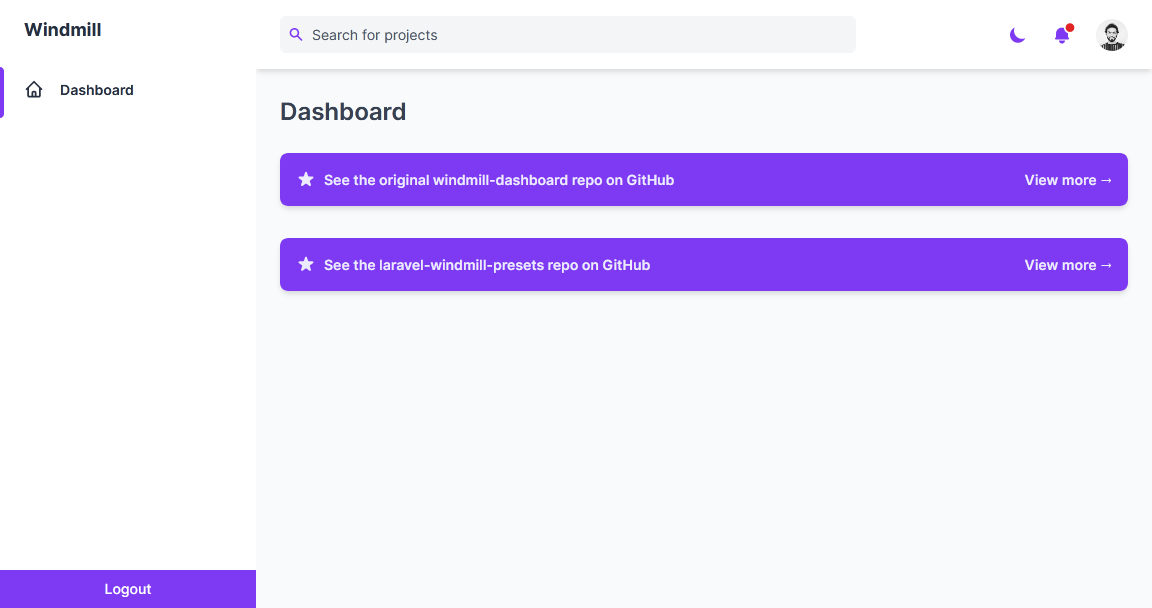 Windmill
Search for projects
Dashboard
Dashboard
See the original windmill-dashboard repo on GitHub View more →
See the laravel-windmill-presets repo on GitHub View more →
Logout